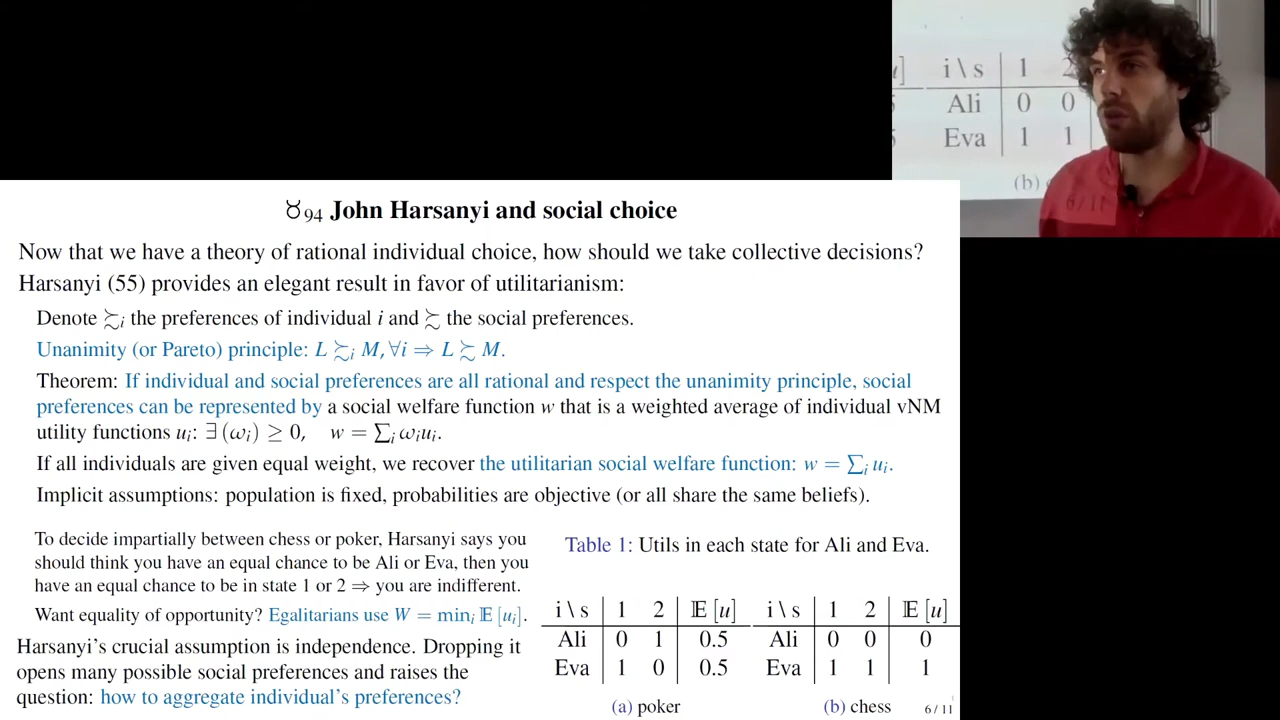 u] i \ s 1 2
Ali 0 0
Eva 1 1
(b)
6/11
♉94 John Harsanyi and social choice
Now that we have a theory of rational individual choice, how should we take collective decisions?
Harsanyi (55) provides an elegant result in favor of utilitarianism:
Denote ≿i the preferences of individual i and ≿ the social preferences.
Unanimity (or Pareto) principle: L ≿i M, ∀i ⇒ L ≿ M.
Theorem: If individual and social preferences are all rational and respect the unanimity principle, social
preferences can be represented by a social welfare function w that is a weighted average of individual vNM
utility functions ui: ∃ (ωi) ≥ 0, w = ∑i ωiui.
If all individuals are given equal weight, we recover the utilitarian social welfare function: w = ∑i ui.
Implicit assumptions: population is fixed, probabilities are objective (or all share the same beliefs).
To decide impartially between chess or poker, Harsanyi says you
should think you have an equal chance to be Ali or Eva, then you
have an equal chance to be in state 1 or 2 ⇒ you are indifferent.
Want equality of opportunity? Egalitarians use W = mini 𝔼 [ui].
Harsanyi's crucial assumption is independence. Dropping it
opens many possible social preferences and raises the
question: how to aggregate individual's preferences?
Table 1: Utils in each state for Ali and Eva.
i \ s 1 2 𝔼 [u]
Ali 0 1 0.5
Eva 1 0 0.5
(a) poker
i \ s 1 2 𝔼 [u]
Ali 0 0 0
Eva 1 1 1
(b) chess
6 / 11